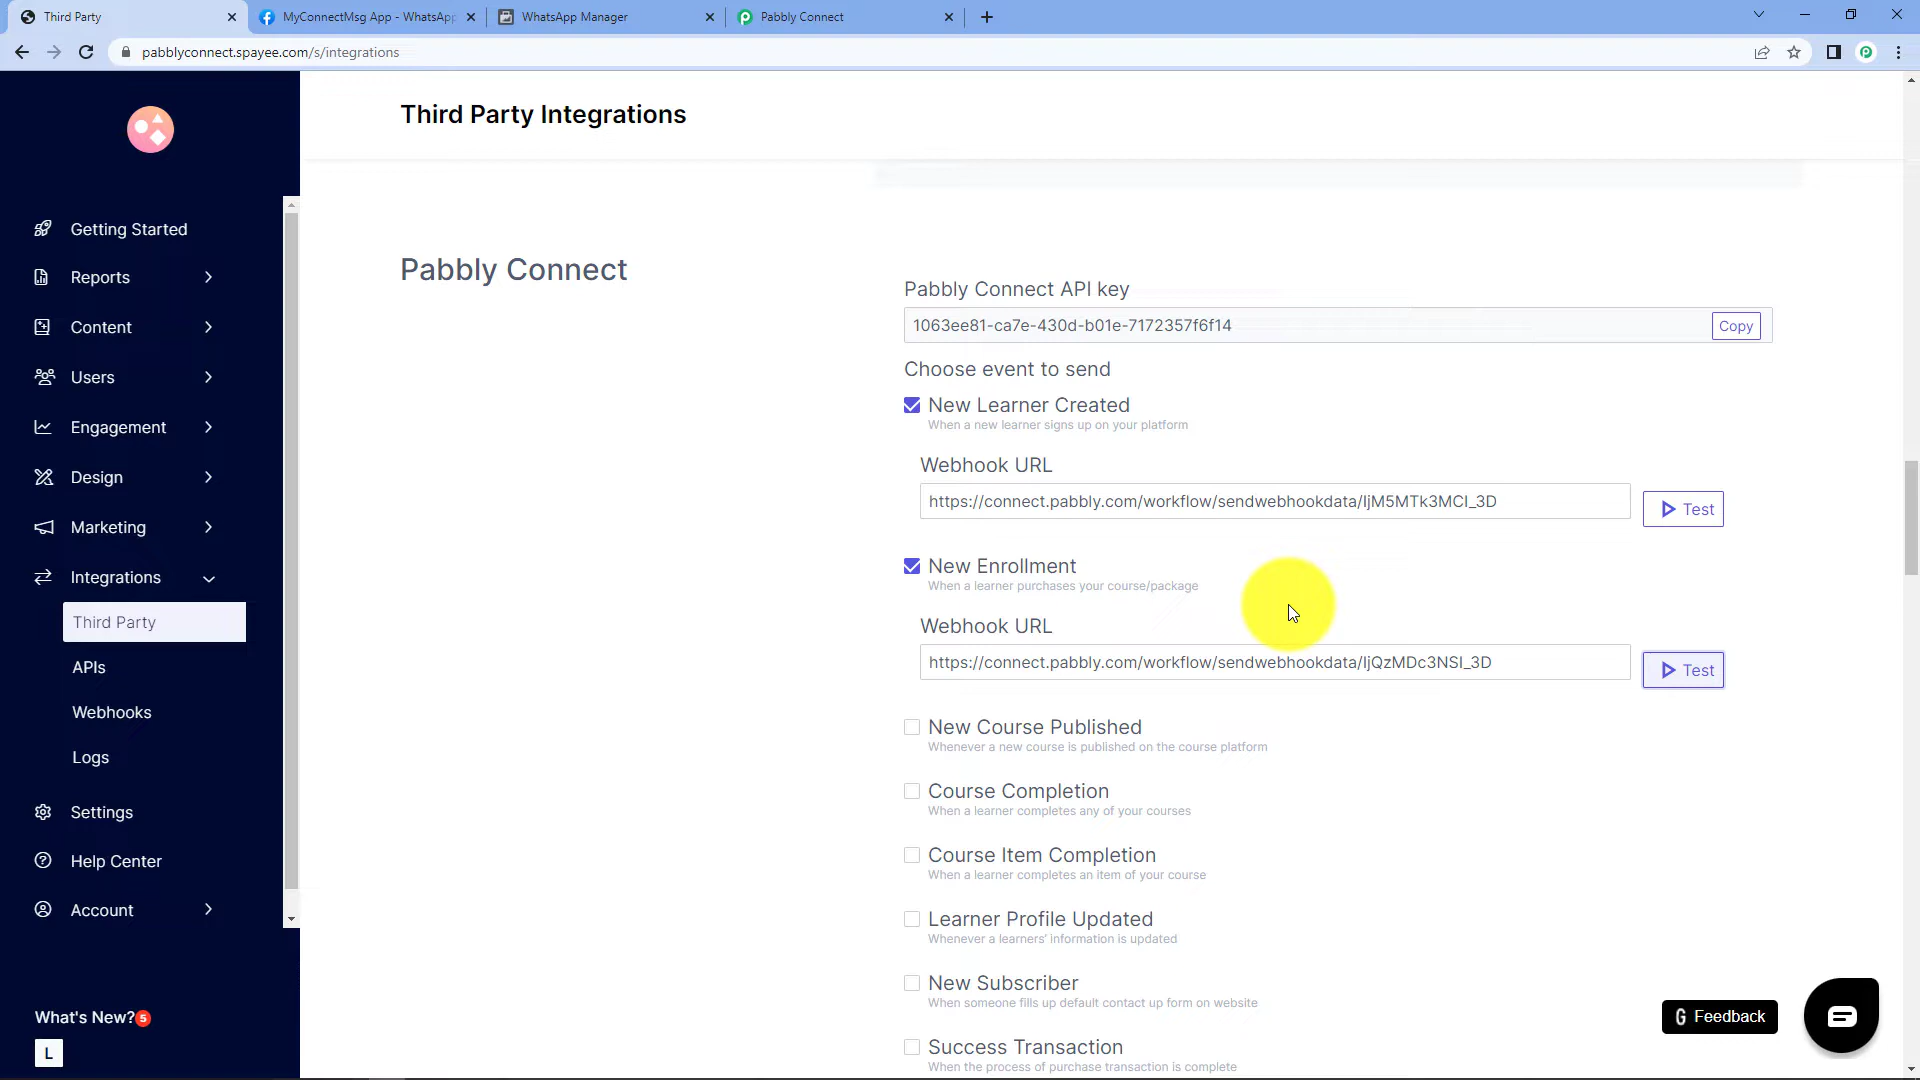 Third Party
MyConnectMsg App - WhatsApp
WhatsApp Manager
Pabbly Connect
pabblyconnect.spayee.com/s/integrations
Third Party Integrations
Getting Started
Reports
Content
Users
Engagement
Design
Marketing
Integrations
Third Party
APIs
Webhooks
Logs
Settings
Help Center
Account
What's New?
5
L
Pabbly Connect
Pabbly Connect API key
1063ee81-ca7e-430d-b01e-7172357f6f14
Copy
Choose event to send
New Learner Created
When a new learner signs up on your platform
Webhook URL
https://connect.pabbly.com/workflow/sendwebhookdata/IjM5MTk3MCI_3D
Test
New Enrollment
When a learner purchases your course/package
Webhook URL
https://connect.pabbly.com/workflow/sendwebhookdata/IjQzMDc3NSI_3D
Test
New Course Published
Whenever a new course is published on the course platform
Course Completion
When a learner completes any of your courses
Course Item Completion
When a learner completes an item of your course
Learner Profile Updated
Whenever a learners' information is updated
New Subscriber
When someone fills up default contact up form on website
Success Transaction
When the process of purchase transaction is complete
Feedback